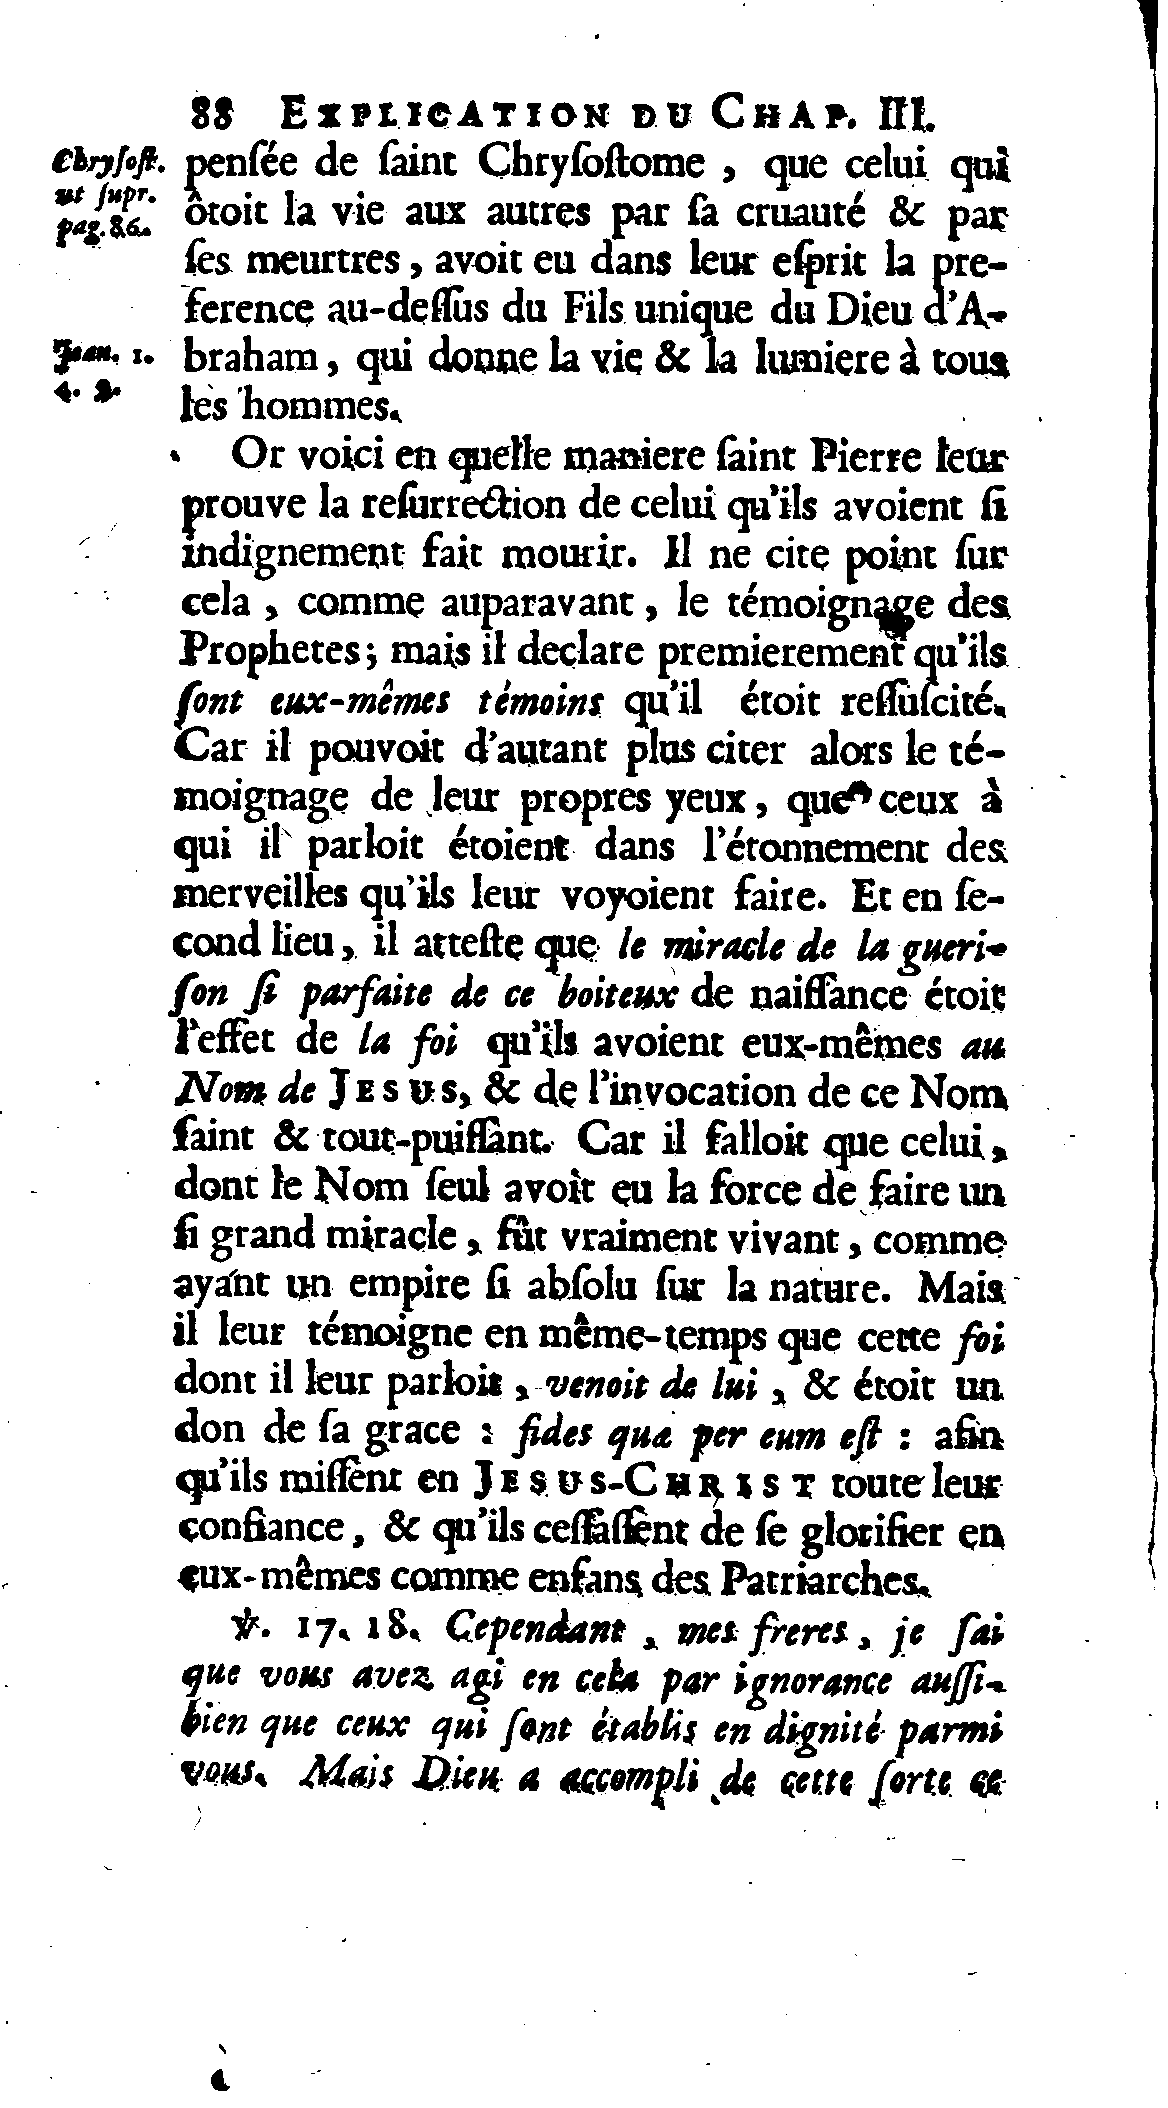 88 EXPLICATION DU CHAP. III.
Chryſoſt.
ut ſupr.
pag. 86.
penſée de ſaint Chryſoſtome, que celui qui
ôtoit la vie aux autres par ſa cruauté & par
ſes meurtres, avoit eu dans leur eſprit la pre-
ference au-deſſus du Fils unique du Dieu d'A-
Jean. 1.
4. 9.
braham, qui donne la vie & la lumiere à tous
les hommes.
Or voici en quelle maniere ſaint Pierre leur
prouve la reſurrection de celui qu'ils avoient ſi
indignement fait mourir. Il ne cite point ſur
cela, comme auparavant, le témoignage des
Prophetes; mais il declare premierement qu'ils
ſont eux-mêmes témoins qu'il étoit reſſuſcité.
Car il pouvoit d'autant plus citer alors le té-
moignage de leur propres yeux, que ceux à
qui il parloit étoient dans l'étonnement des
merveilles qu'ils leur voyoient faire. Et en ſe-
cond lieu, il atteſte que le miracle de la gueri-
ſon ſi parfaite de ce boiteux de naiſſance étoit
l'effet de la foi qu'ils avoient eux-mêmes au
Nom de JESUS, & de l'invocation de ce Nom
ſaint & tout-puiſſant. Car il falloit que celui,
dont le Nom ſeul avoit eu la force de faire un
ſi grand miracle, fût vraiment vivant, comme
ayant un empire ſi abſolu ſur la nature. Mais
il leur témoigne en même-temps que cette foi
dont il leur parloit, venoit de lui, & étoit un
don de ſa grace : fides quæ per eum eſt : afin
qu'ils miſſent en JESUS-CHRIST toute leur
confiance, & qu'ils ceſſaſſent de ſe glorifier en
eux-mêmes comme enfans des Patriarches.
℣. 17. 18. Cependant, mes freres, je ſai
que vous avez agi en cela par ignorance auſſi-
bien que ceux qui ſont établis en dignité parmi
vous. Mais Dieu a accompli de cette ſorte ce